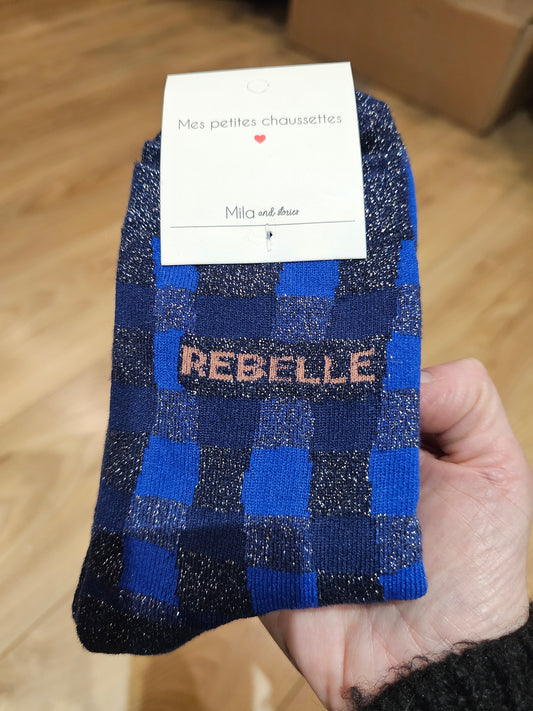 Mes petites chaussettes
Mila and stories
REBELLE